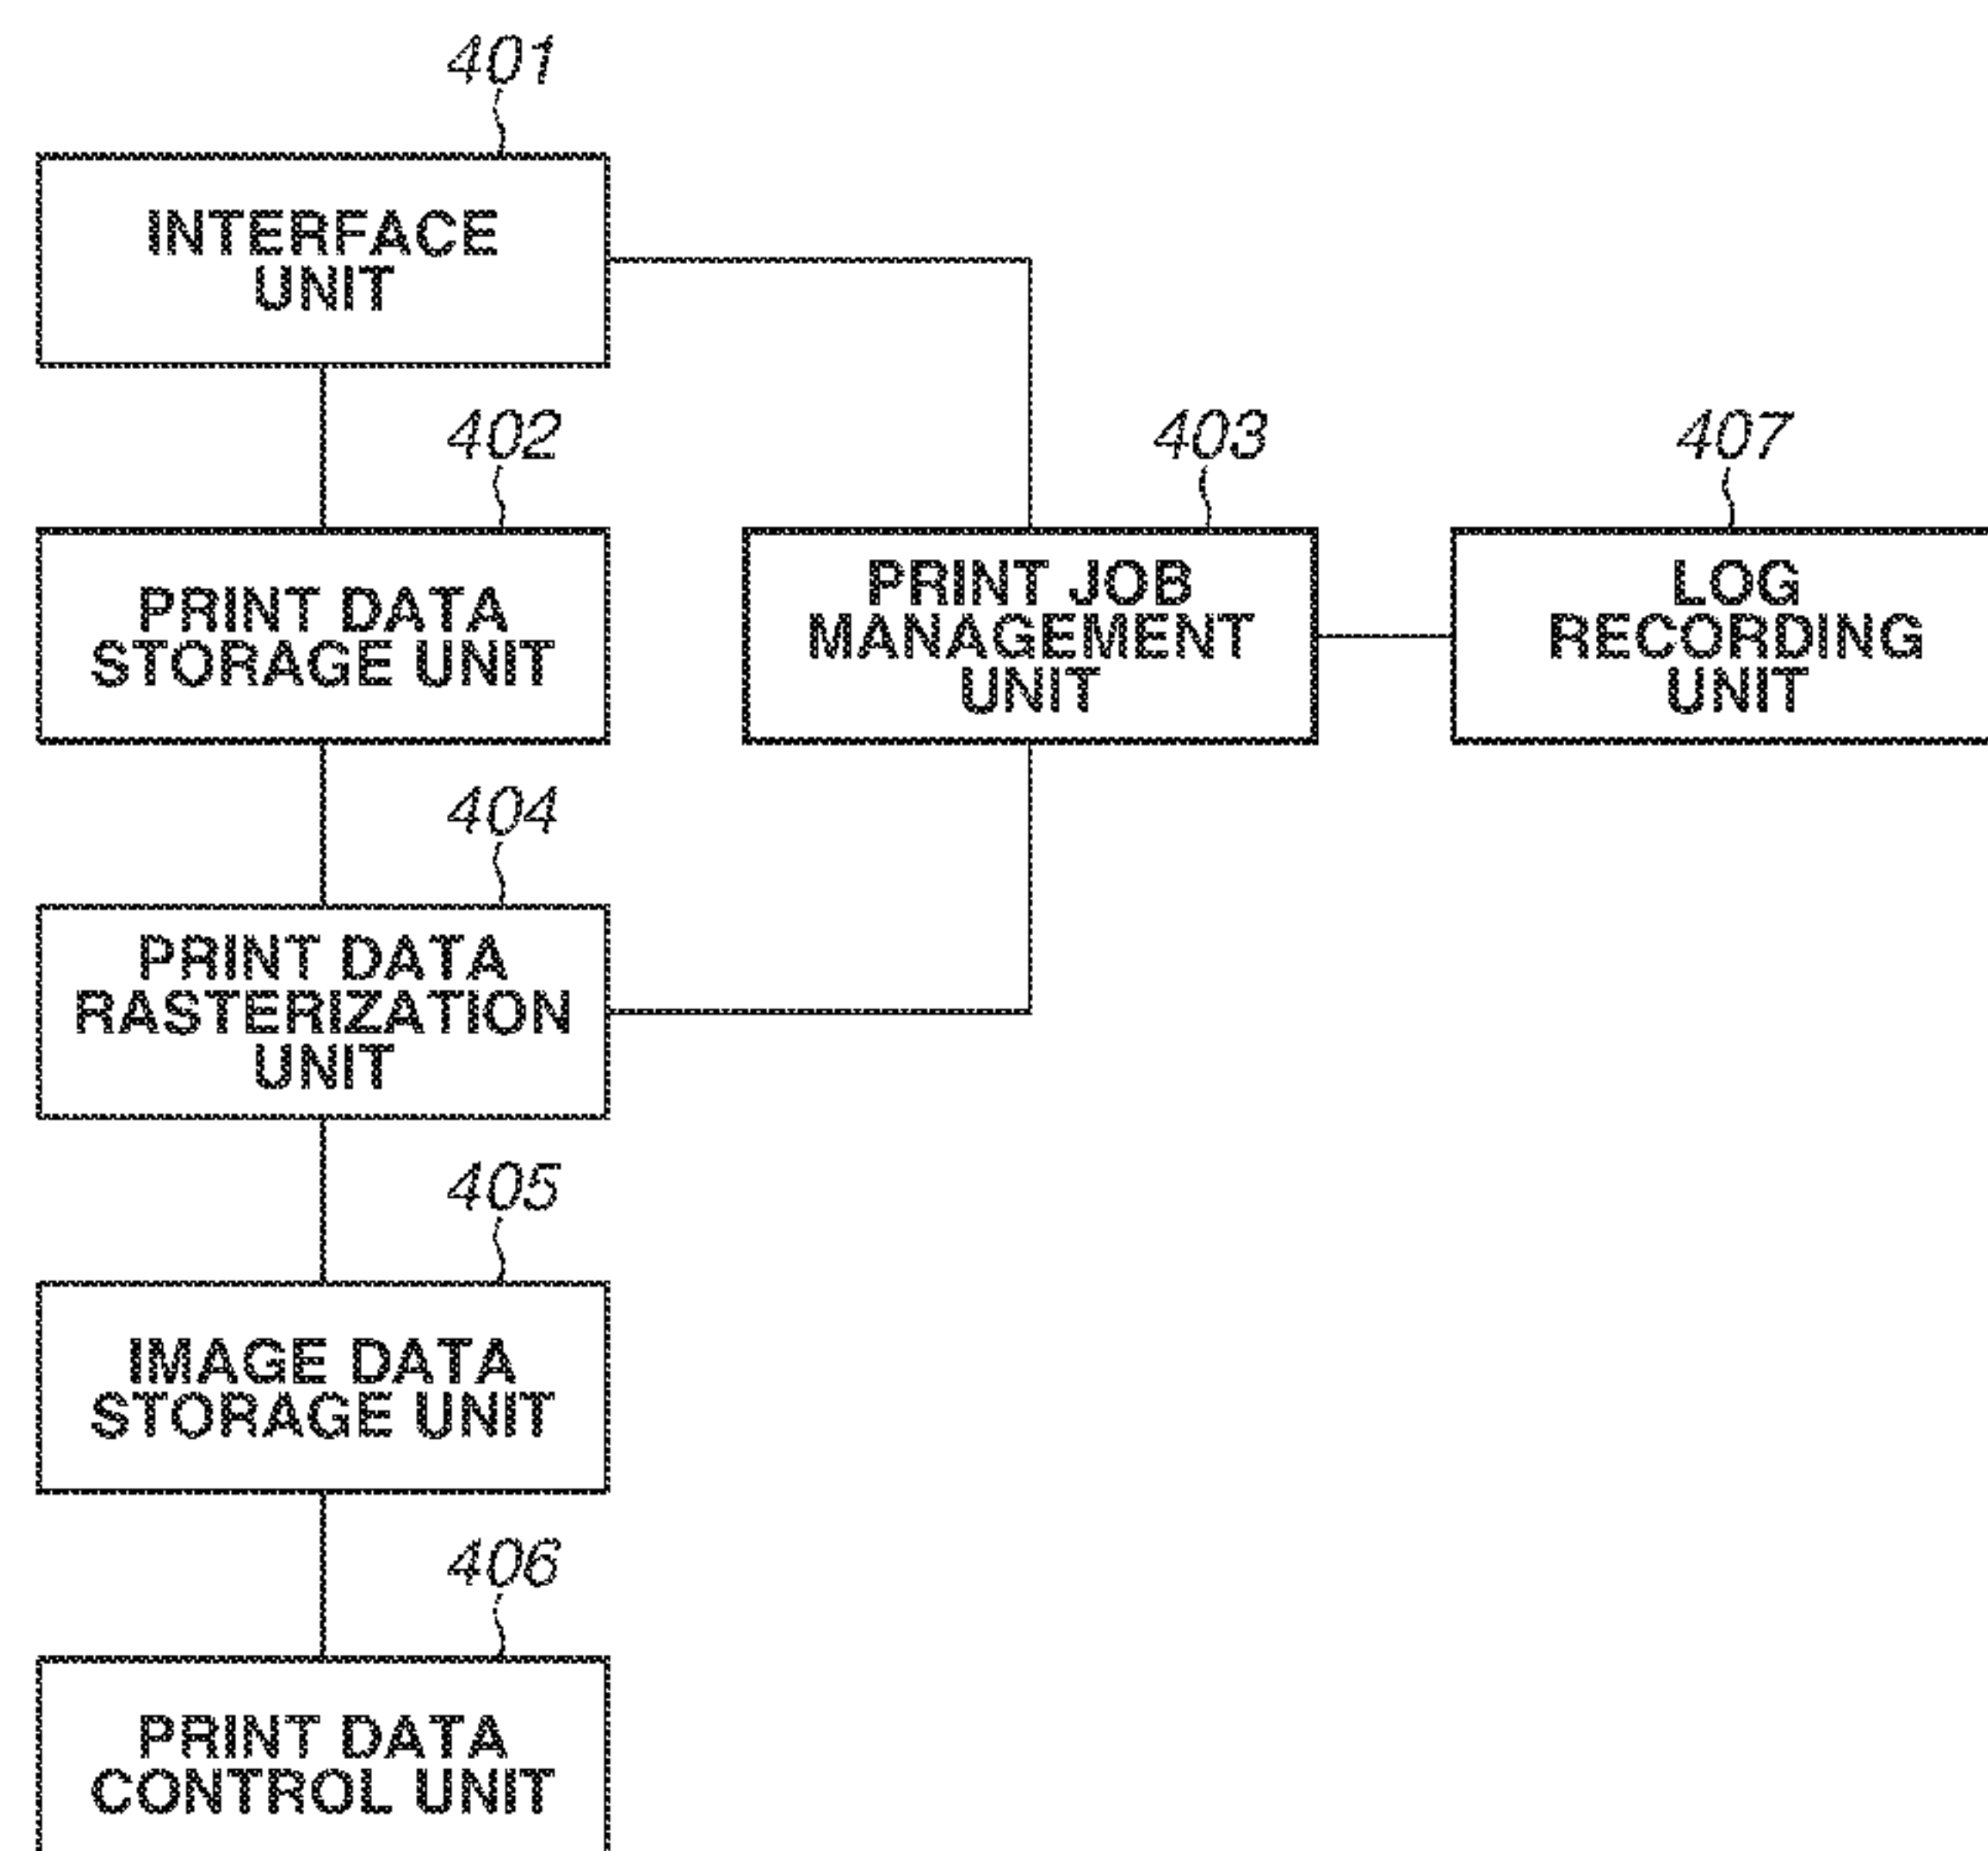 401
INTERFACE
UNIT
402
PRINT DATA
STORAGE UNIT
403
PRINT JOB
MANAGEMENT
UNIT
407
LOG
RECORDING
UNIT
404
PRINT DATA
RASTERIZATION
UNIT
405
IMAGE DATA
STORAGE UNIT
406
PRINT DATA
CONTROL UNIT